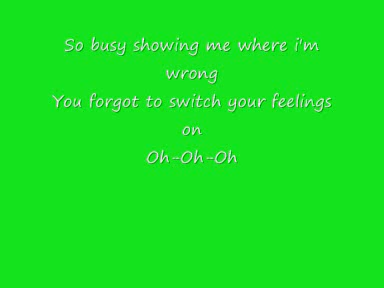 So busy showing me where i'm
wrong
You forgot to switch your feelings
on
Oh-Oh-Oh